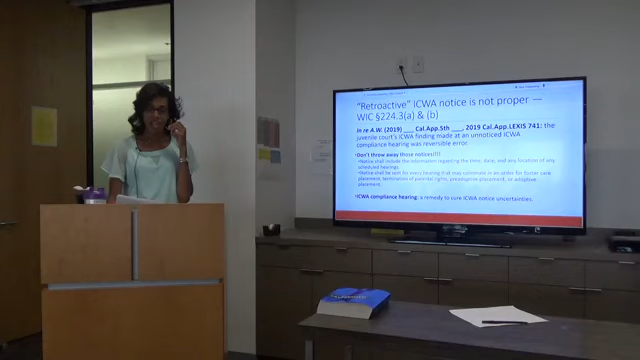 “Retroactive” ICWA notice is not proper —
WIC §224.3(a) & (b)
In re A.W. (2019) ___ Cal.App.5th ___, 2019 Cal.App.LEXIS 741: the
juvenile court's ICWA finding made at an unnoticed ICWA
compliance hearing was reversible error.
•Don't throw away those notices!!!!
•Notice shall include the information regarding the time, date, and any location of any
scheduled hearings.
•Notice shall be sent for every hearing that may culminate in an order for foster care
placement, termination of parental rights, preadoptive placement, or adoptive
placement.
•ICWA compliance hearing: a remedy to cure ICWA notice uncertainties.